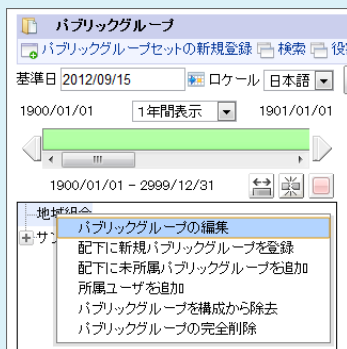 パブリックグループ
パブリックグループセットの新規登録 検索 役
基準日 2012/09/15 ロケール 日本語
1900/01/01 1年間表示 1901/01/01
1900/01/01 - 2999/12/31
地域組合
サン
パブリックグループの編集
配下に新規パブリックグループを登録
配下に未所属パブリックグループを追加
所属ユーザを追加
パブリックグループを構成から除去
パブリックグループの完全削除